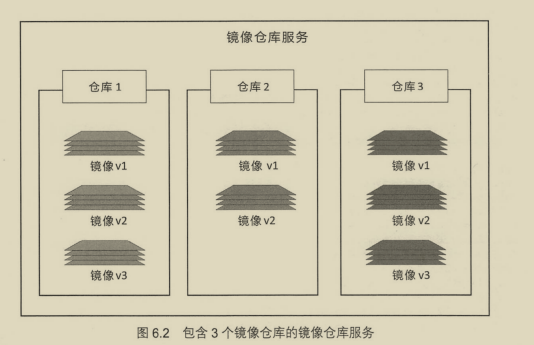 镜像仓库服务
仓库 1
镜像 v1
镜像 v2
镜像 v3
仓库 2
镜像 v1
镜像 v2
仓库 3
镜像 v1
镜像 v2
镜像 v3
图 6.2 包含 3 个镜像仓库的镜像仓库服务